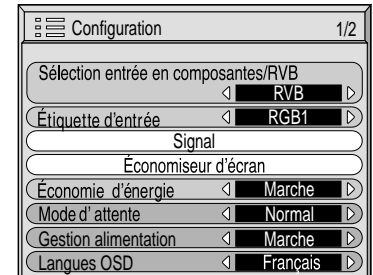 Configuration 1/2
Sélection entrée en composantes/RVB
RVB
Étiquette d'entrée RGB1
Signal
Économiseur d'écran
Économie d'énergie Marche
Mode d' attente Normal
Gestion alimentation Marche
Langues OSD Français